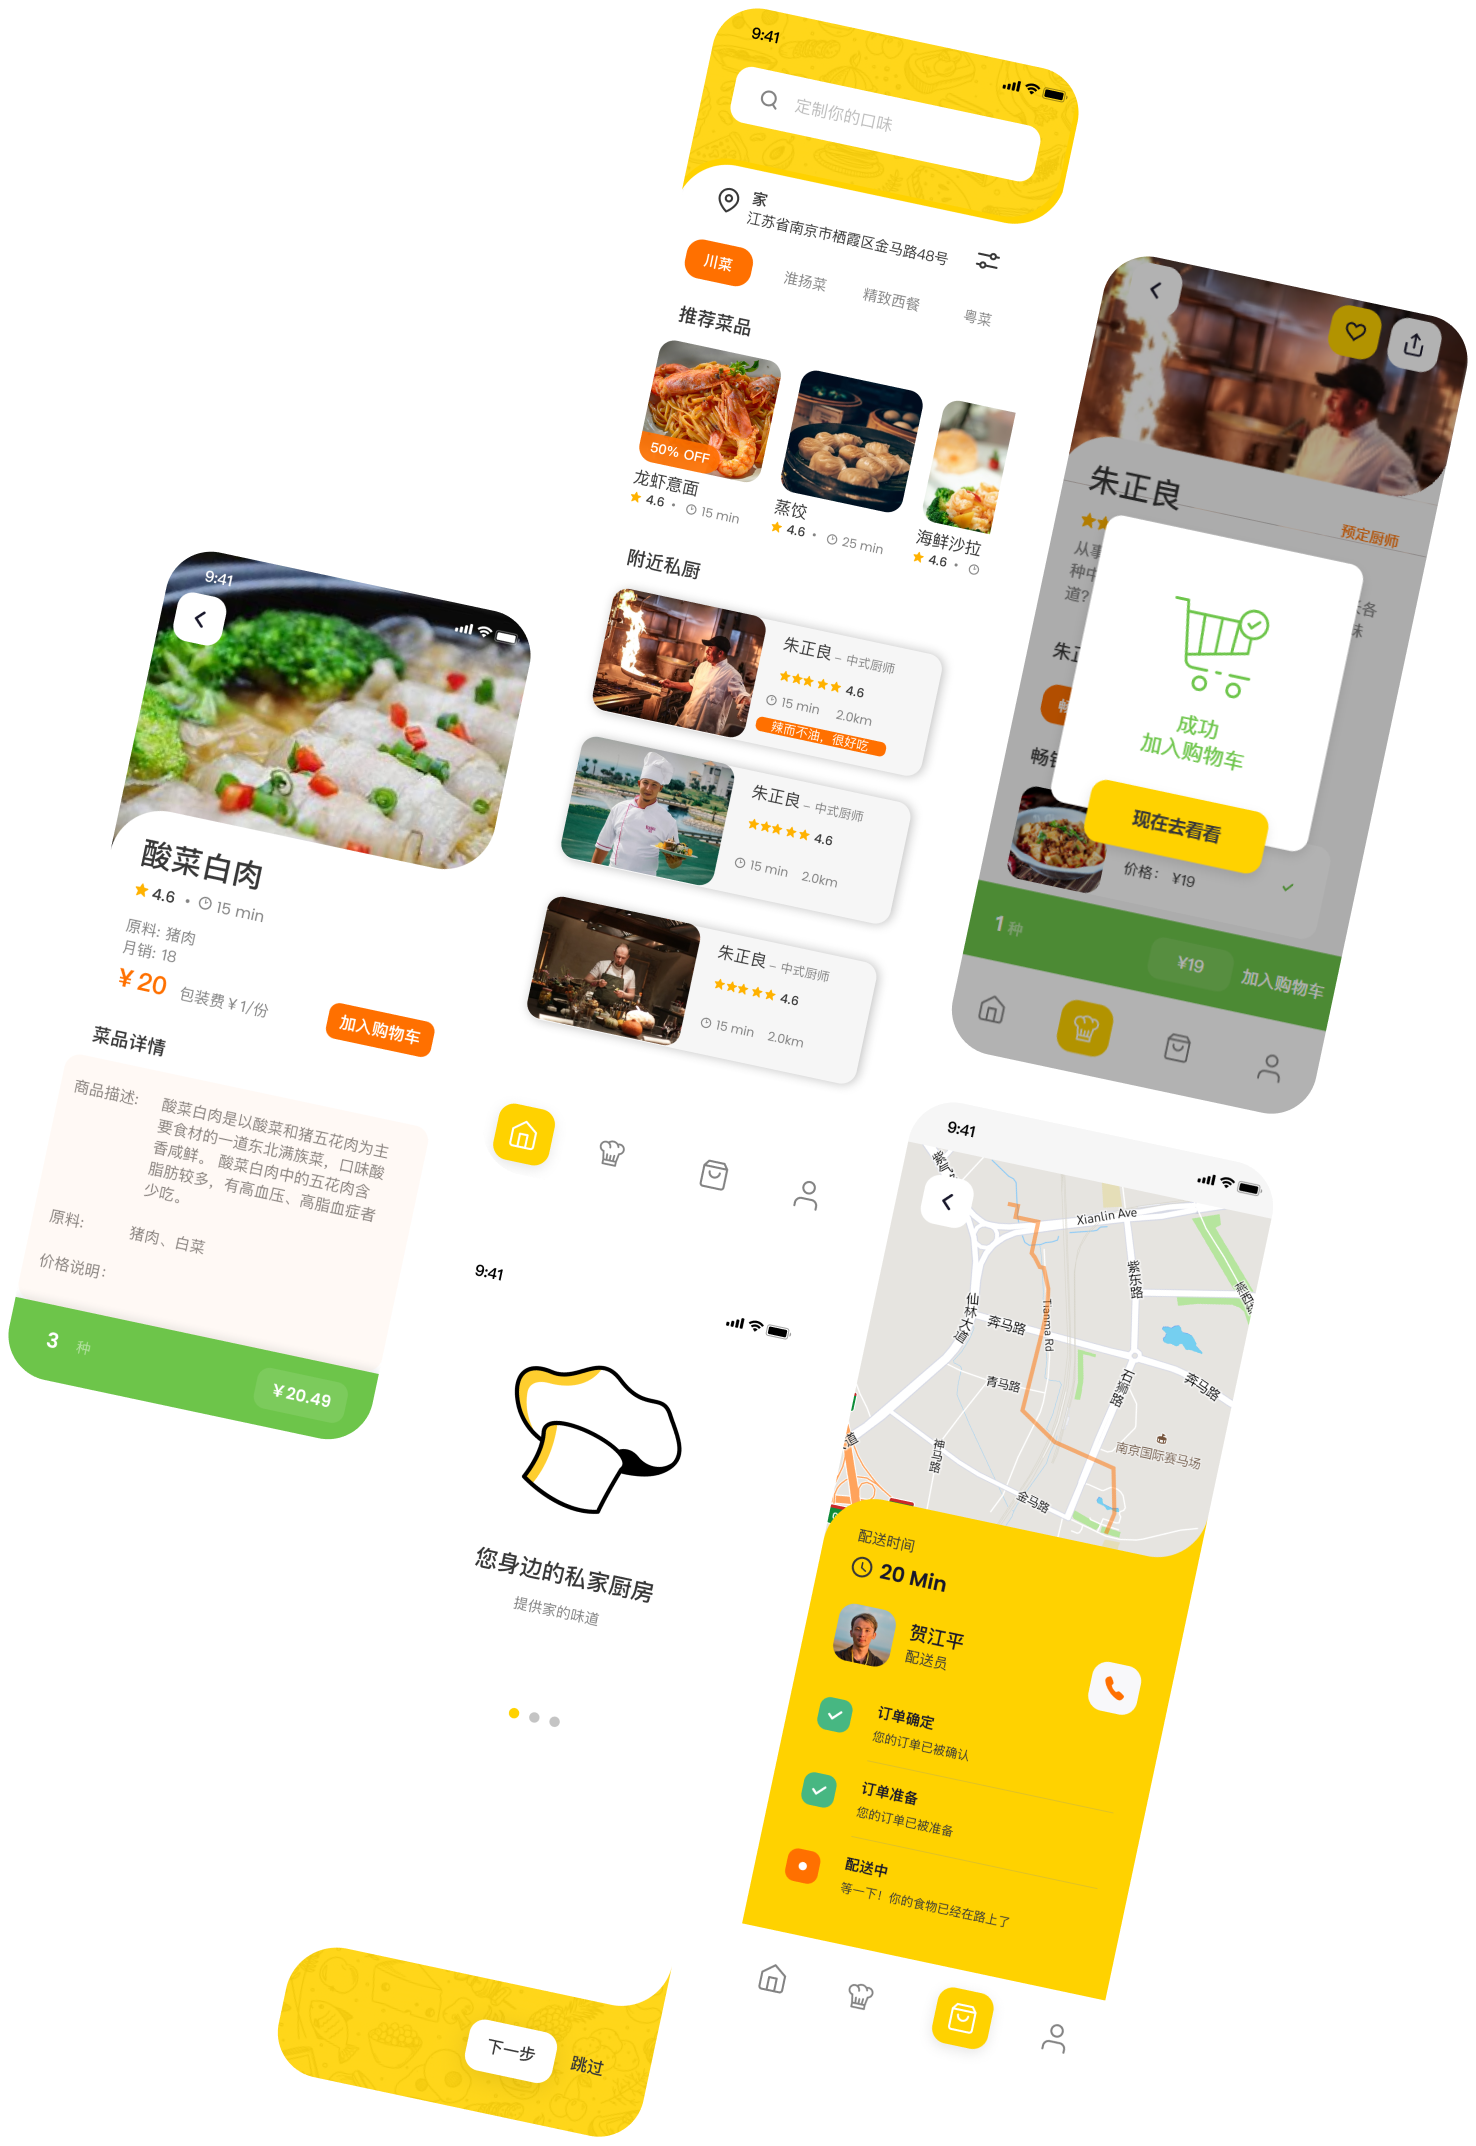 9:41
定制你的口味
家
江苏省南京市栖霞区金马路48号
川菜
淮扬菜
精致西餐
粤菜
推荐菜品
50% OFF
龙虾意面
4.6 • 15 min
蒸饺
4.6 • 25 min
海鲜沙拉
4.6 •
附近私厨
朱正良 – 中式厨师
4.6
15 min 2.0km
辣而不油，很好吃
朱正良 – 中式厨师
4.6
15 min 2.0km
朱正良 – 中式厨师
4.6
15 min 2.0km
朱正良
预定厨师
从事
种中
道?
各
味
成功
加入购物车
现在去看看
价格： ¥19
1 种
¥19
加入购物车
9:41
酸菜白肉
4.6 • 15 min
原料: 猪肉
月销: 18
¥ 20 包装费 ¥ 1/份
加入购物车
菜品详情
商品描述:
酸菜白肉是以酸菜和猪五花肉为主
要食材的一道东北满族菜，口味酸
香咸鲜。 酸菜白肉中的五花肉含
脂肪较多，有高血压、高脂血症者
少吃。
原料:
猪肉、白菜
价格说明：
3 种
¥ 20.49
9:41
您身边的私家厨房
提供家的味道
下一步
跳过
9:41
Xianlin Ave
紫东路
仙林大道
奔马路
Tianma Rd
青马路
石狮路
奔马路
神马路
南京国际赛马场
金马路
道
配送时间
20 Min
贺江平
配送员
订单确定
您的订单已被确认
订单准备
您的订单已被准备
配送中
等一下！你的食物已经在路上了